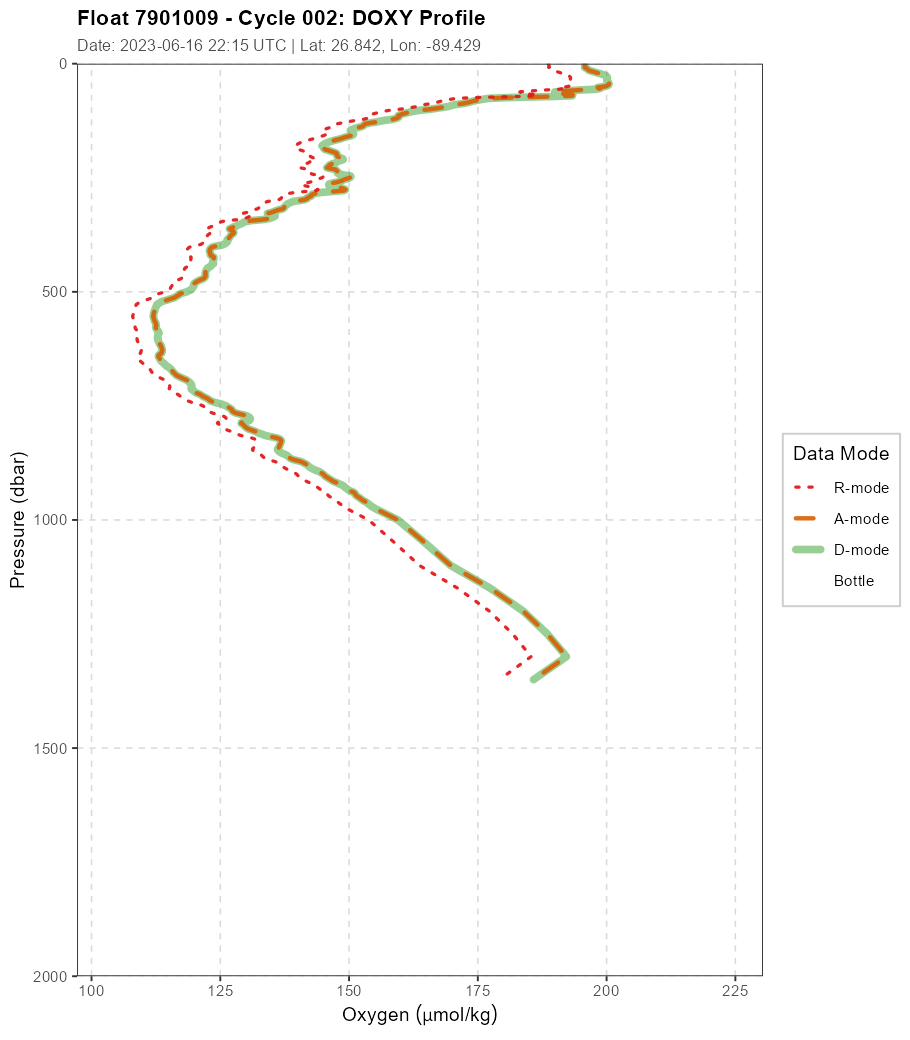 Float 7901009 - Cycle 002: DOXY Profile
Date: 2023-06-16 22:15 UTC | Lat: 26.842, Lon: -89.429
0
500
1000
1500
2000
Pressure (dbar)
100 125 150 175 200 225
Oxygen (μmol/kg)
Data Mode
R-mode
A-mode
D-mode
Bottle